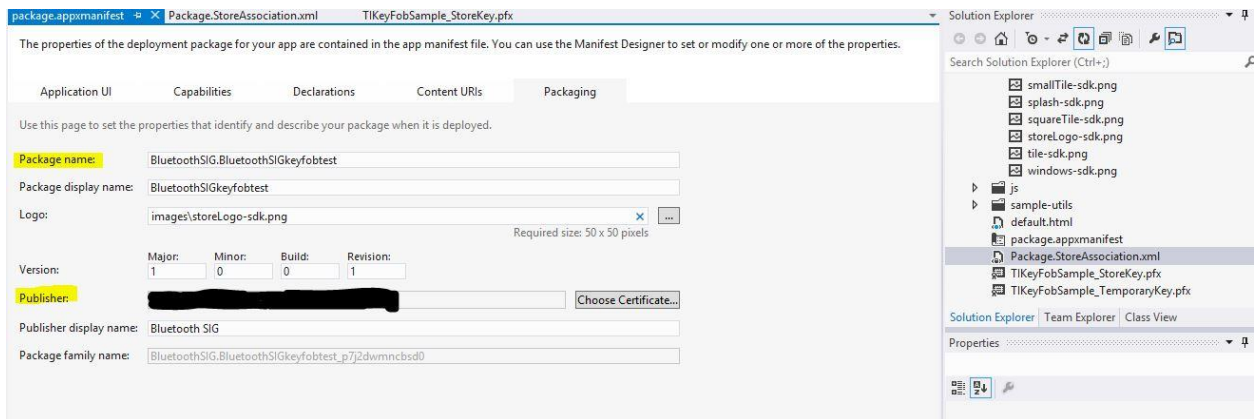 package.appxmanifest
Package.StoreAssociation.xml
TIKeyFobSample_StoreKey.pfx
The properties of the deployment package for your app are contained in the app manifest file. You can use the Manifest Designer to set or modify one or more of the properties.
Application UI Capabilities Declarations Content URIs Packaging
Use this page to set the properties that identify and describe your package when it is deployed.
Package name: BluetoothSIG.BluetoothSIGkeyfobtest
Package display name: BluetoothSIGkeyfobtest
Logo: images\storeLogo-sdk.png ...
Required size: 50 x 50 pixels
Major: Minor: Build: Revision:
Version: 1 0 0 1
Publisher: Choose Certificate...
Publisher display name: Bluetooth SIG
Package family name: BluetoothSIG.BluetoothSIGkeyfobtest_p7j2dwmncbsd0
Solution Explorer
Search Solution Explorer (Ctrl+;)
smallTile-sdk.png
splash-sdk.png
squareTile-sdk.png
storeLogo-sdk.png
tile-sdk.png
windows-sdk.png
js
sample-utils
default.html
package.appxmanifest
Package.StoreAssociation.xml
TIKeyFobSample_StoreKey.pfx
TIKeyFobSample_TemporaryKey.pfx
Solution Explorer Team Explorer Class View
Properties